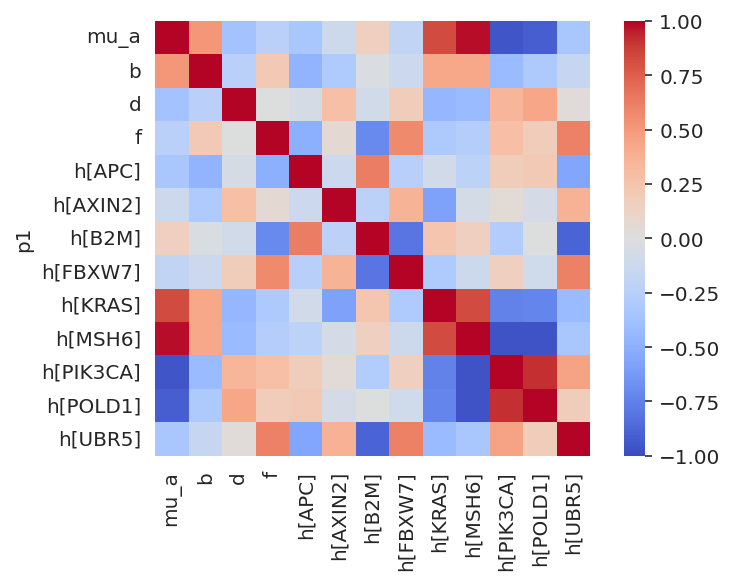 mu_a
b
d
f
h[APC]
h[AXIN2]
h[B2M]
h[FBXW7]
h[KRAS]
h[MSH6]
h[PIK3CA]
h[POLD1]
h[UBR5]
p1
mu_a
b
d
f
h[APC]
h[AXIN2]
h[B2M]
h[FBXW7]
h[KRAS]
h[MSH6]
h[PIK3CA]
h[POLD1]
h[UBR5]
1.00
0.75
0.50
0.25
0.00
−0.25
−0.50
−0.75
−1.00